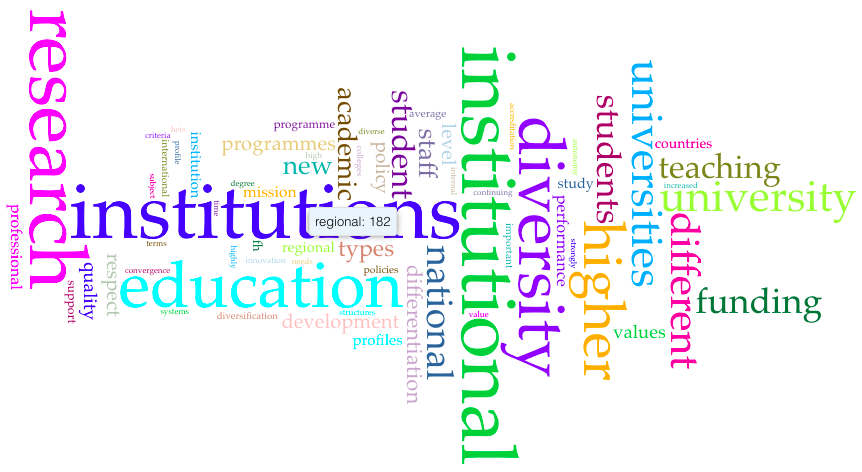 research
institutions
regional: 182
education
institutional
diversity
higher
universities
university
students
different
teaching
funding
national
student
academic
staff
level
average
programme
programmes
high
new
mission
degree
diverse
colleges
policy
internal
continuing
accreditation
autonomy
study
performance
important
strongly
countries
increased
values
value
types
regional
fh
time
highly
innovation
needs
policies
differentiation
development
structures
profiles
diversification
systems
convergence
terms
respect
quality
support
professional
subject
international
profile
criteria
heis
institution